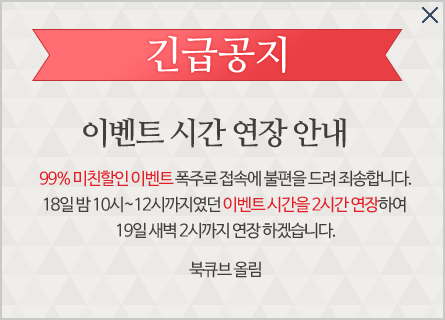 긴급공지
이벤트 시간 연장 안내
99% 미친할인 이벤트 폭주로 접속에 불편을 드려 죄송합니다.
18일 밤 10시~12시까지였던 이벤트 시간을 2시간 연장하여
19일 새벽 2시까지 연장 하겠습니다.
북큐브 올림